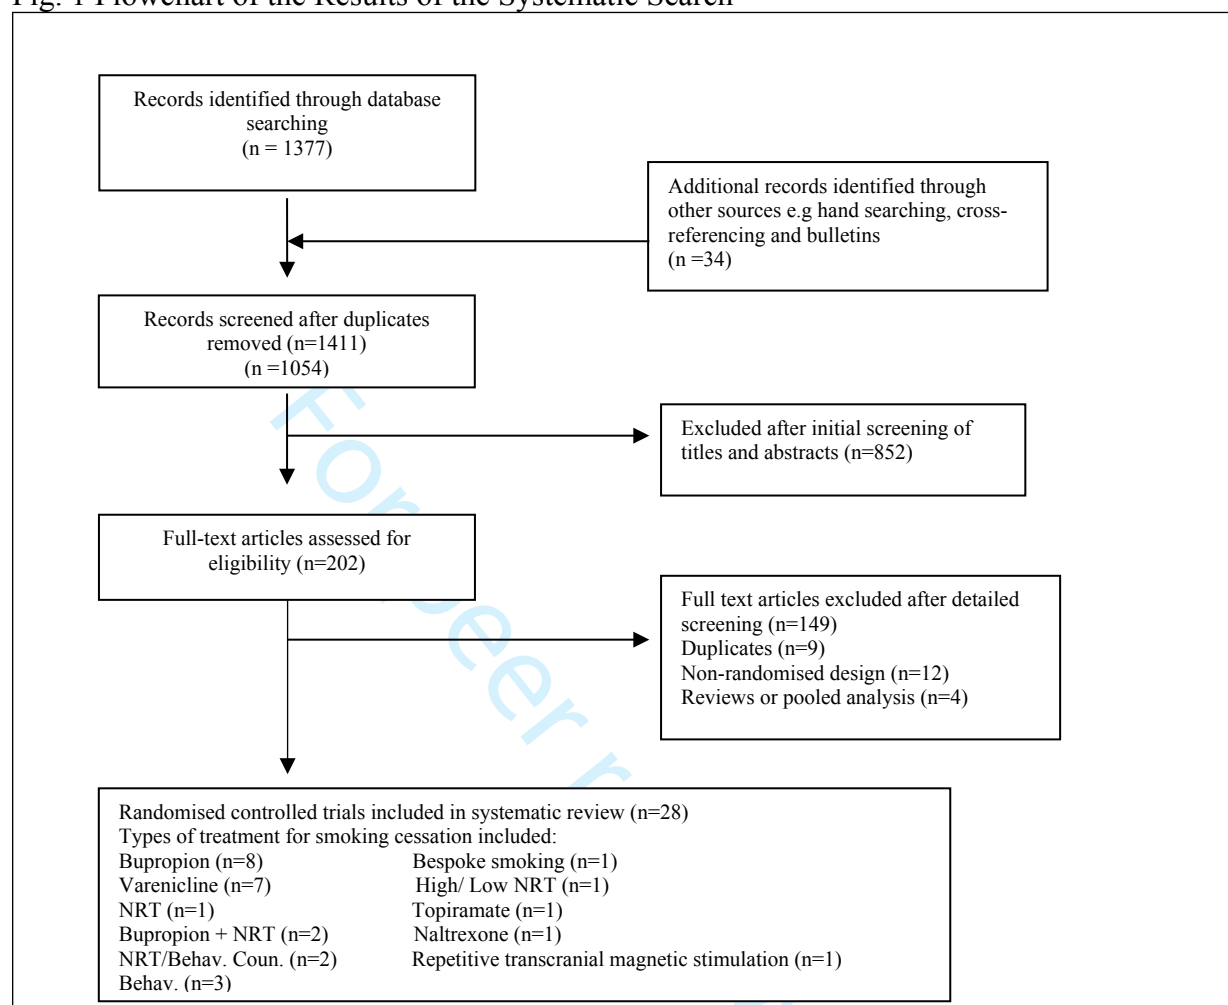 Fig. 1 Flowchart of the Results of the Systematic Search
Records identified through database
searching
(n = 1377)
Additional records identified through
other sources e.g hand searching, cross-
referencing and bulletins
(n =34)
Records screened after duplicates
removed (n=1411)
(n =1054)
Excluded after initial screening of
titles and abstracts (n=852)
Full-text articles assessed for
eligibility (n=202)
Full text articles excluded after detailed
screening (n=149)
Duplicates (n=9)
Non-randomised design (n=12)
Reviews or pooled analysis (n=4)
Randomised controlled trials included in systematic review (n=28)
Types of treatment for smoking cessation included:
Bupropion (n=8) Bespoke smoking (n=1)
Varenicline (n=7) High/ Low NRT (n=1)
NRT (n=1) Topiramate (n=1)
Bupropion + NRT (n=2) Naltrexone (n=1)
NRT/Behav. Coun. (n=2) Repetitive transcranial magnetic stimulation (n=1)
Behav. (n=3)
For peer r